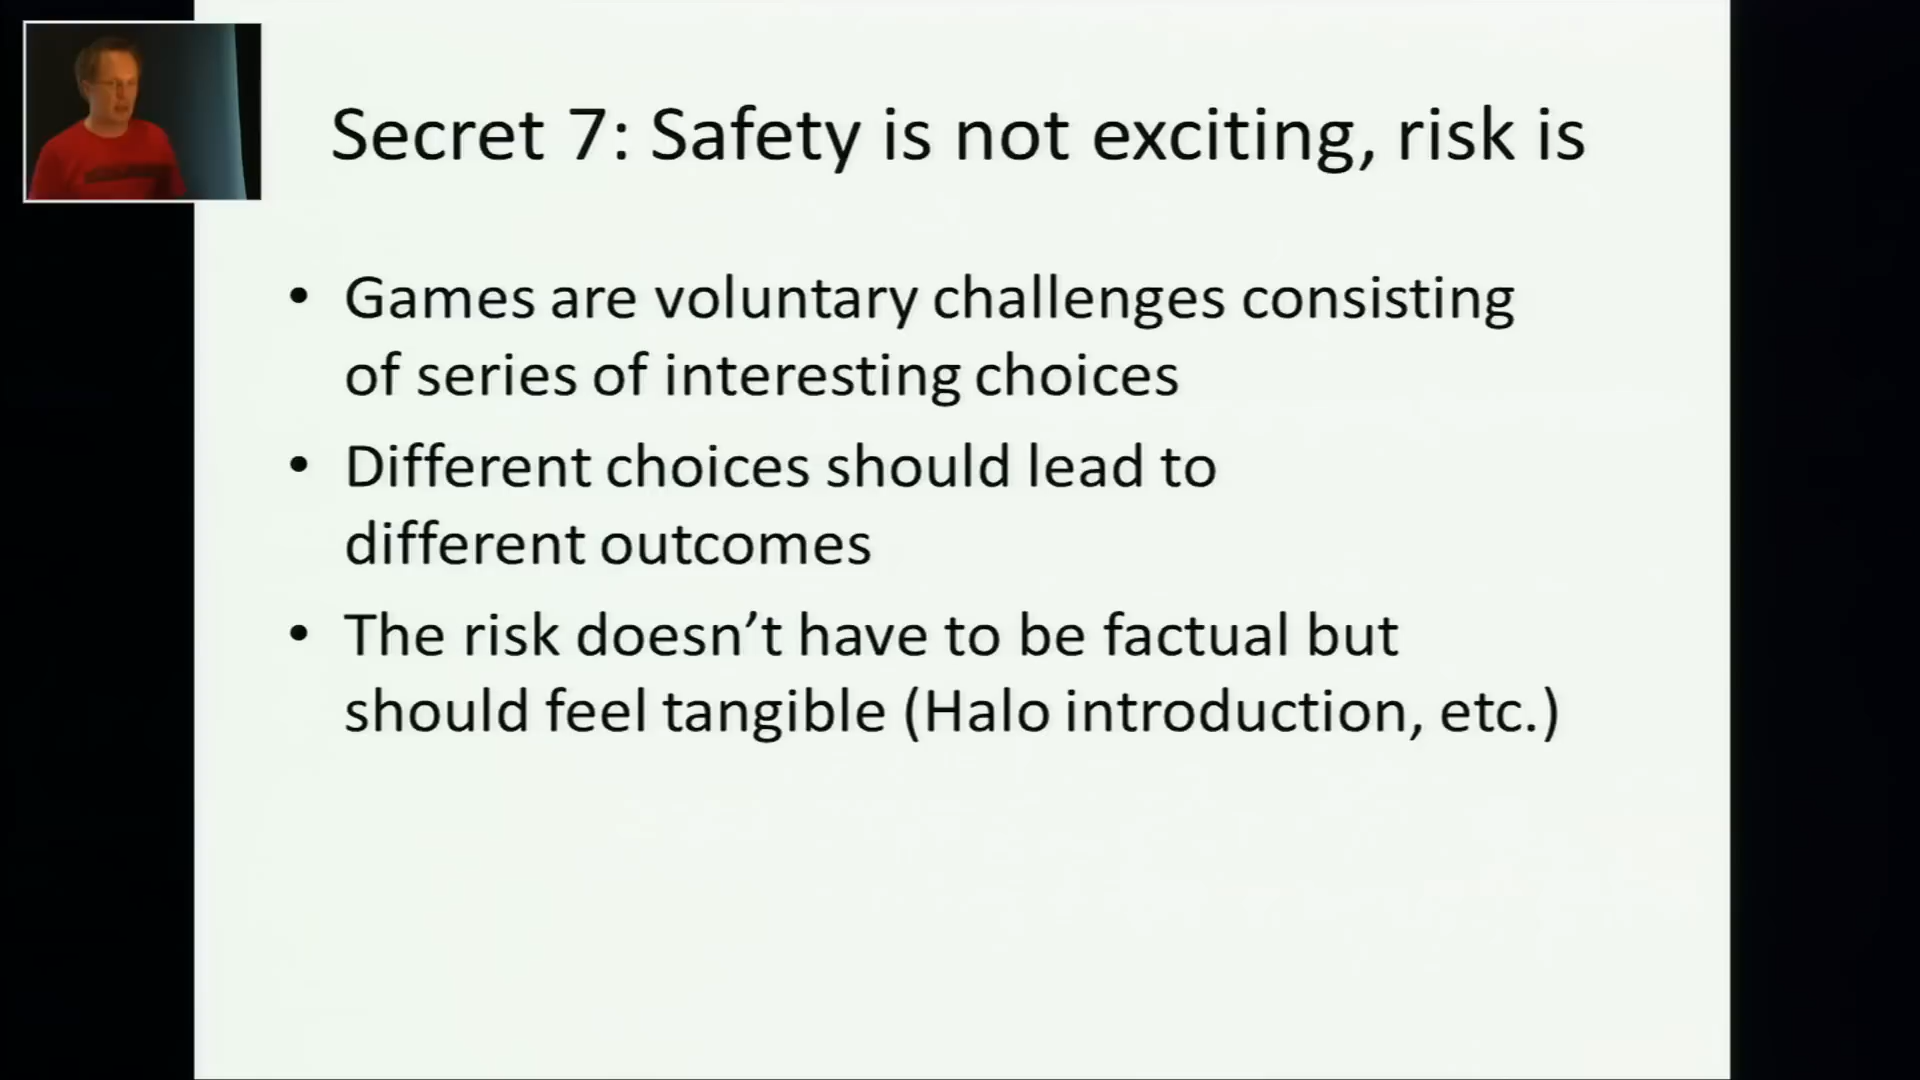 Secret 7: Safety is not exciting, risk is
• Games are voluntary challenges consisting
of series of interesting choices
• Different choices should lead to
different outcomes
• The risk doesn’t have to be factual but
should feel tangible (Halo introduction, etc.)